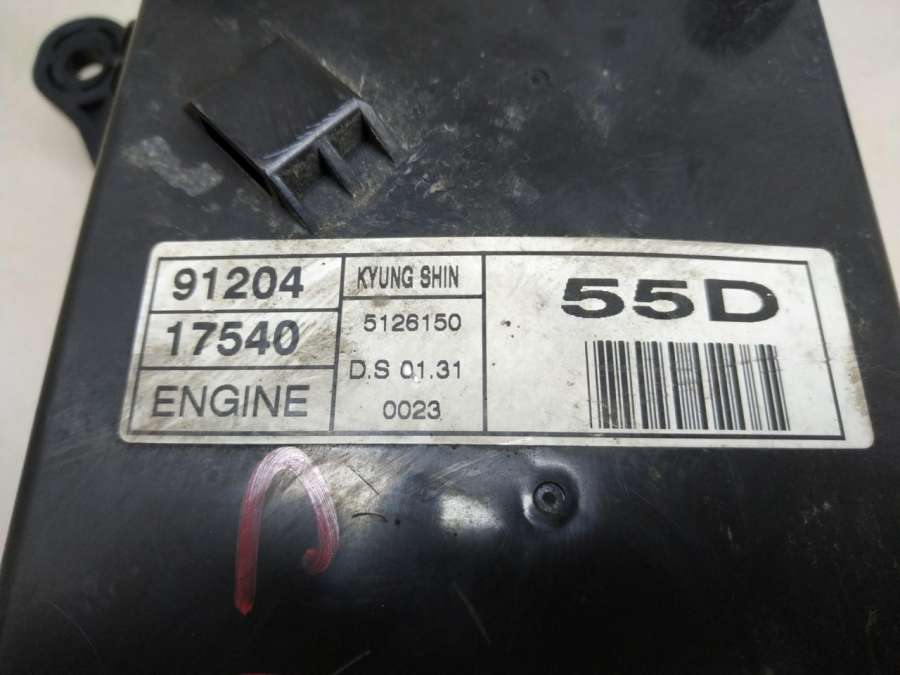 91204
17540
ENGINE
KYUNG SHIN
5126150
D.S 01.31
0023
55D